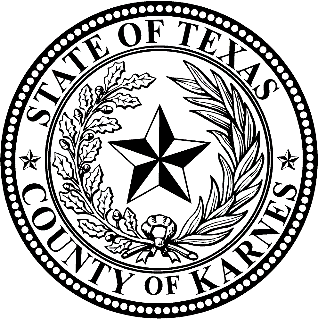 STATE OF TEXAS
COUNTY OF KARNES